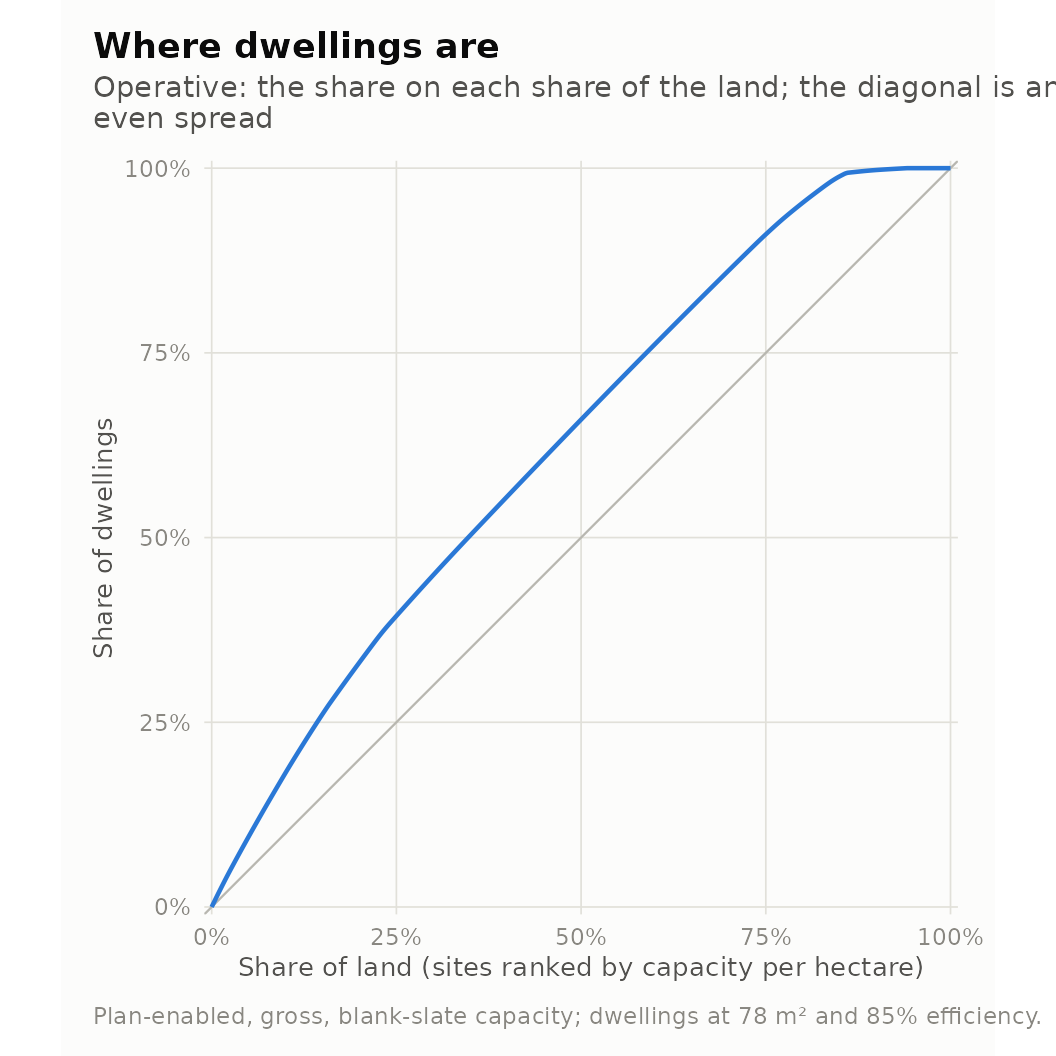 Where dwellings are
Operative: the share on each share of the land; the diagonal is an
even spread
100%
75%
50%
25%
0%
Share of dwellings
0% 25% 50% 75% 100%
Share of land (sites ranked by capacity per hectare)
Plan-enabled, gross, blank-slate capacity; dwellings at 78 m² and 85% efficiency.